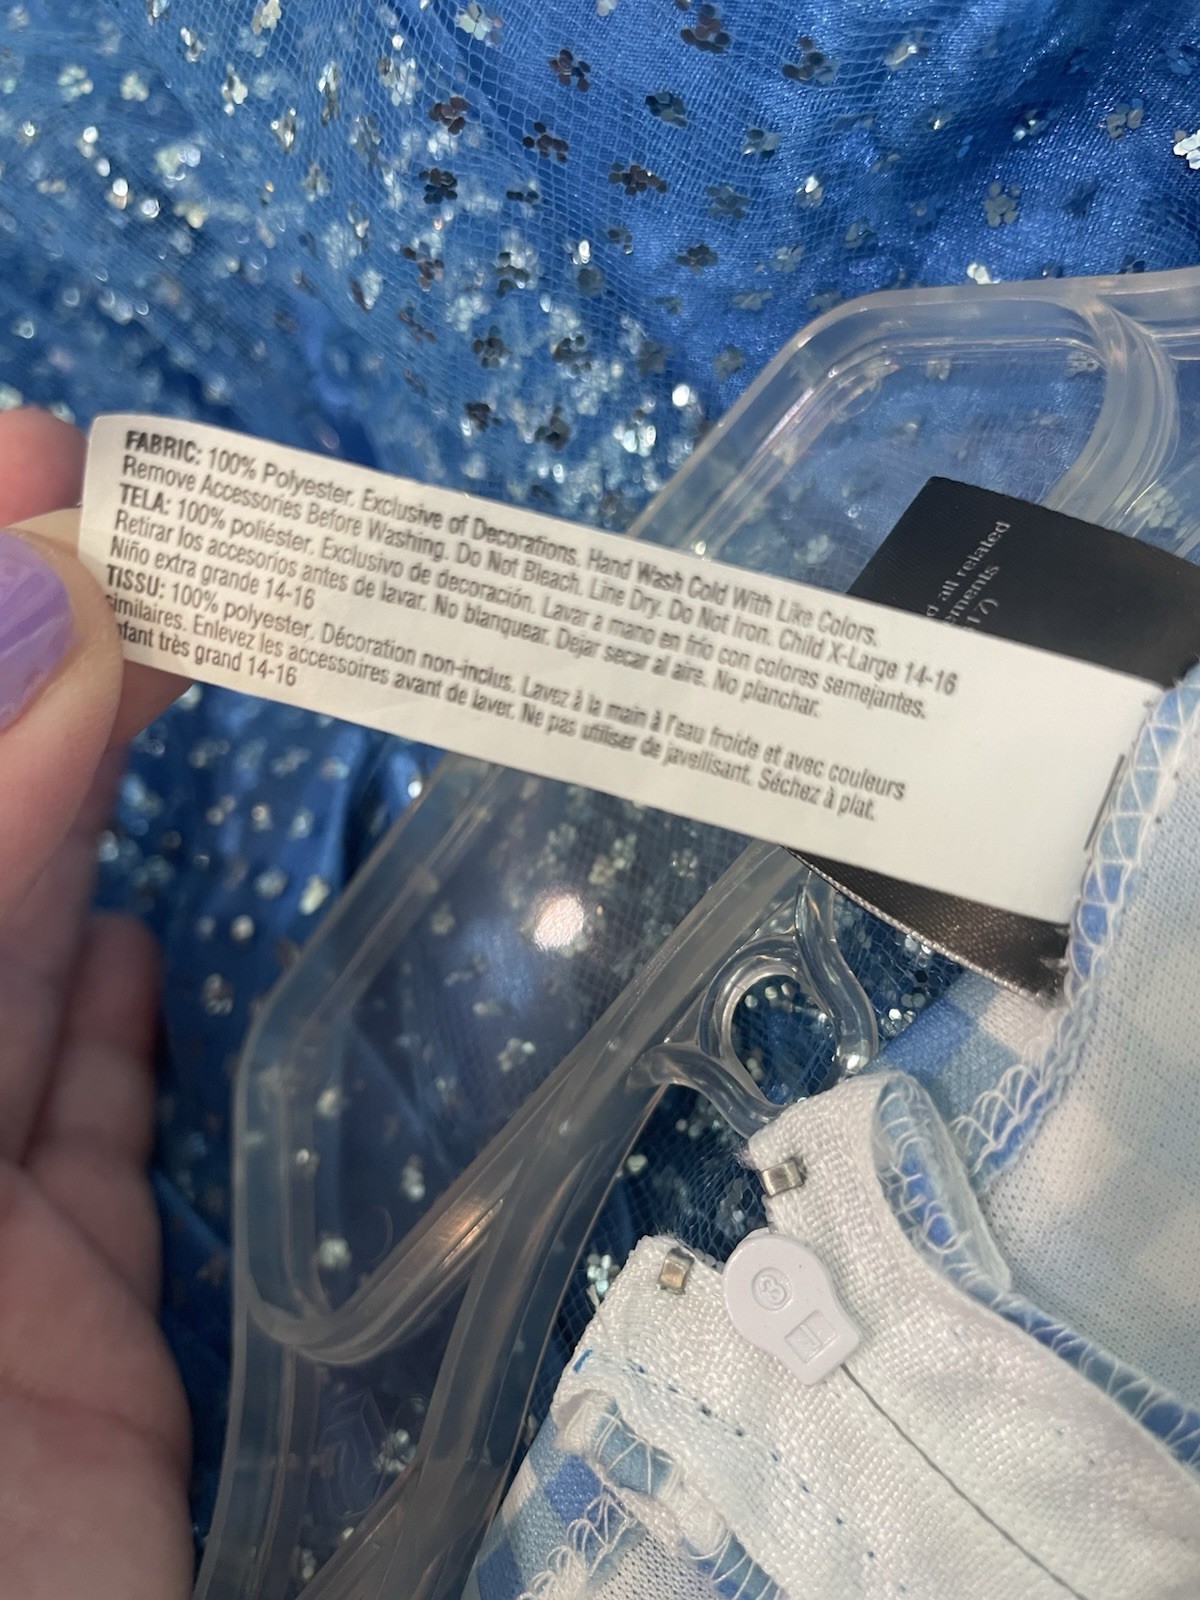 FABRIC: 100% Polyester. Exclusive of Decorations. Hand Wash Cold With Like Colors.
Remove Accessories Before Washing. Do Not Bleach. Line Dry. Do Not Iron. Child X-Large 14-16
TELA: 100% poliéster. Exclusivo de decoración. Lavar a mano en frío con colores semejantes.
Retirar los accesorios antes de lavar. No blanquear. Dejar secar al aire. No planchar.
Niño extra grande 14-16
TISSU: 100% polyester. Décoration non-inclus. Lavez à la main à l'eau froide et avec couleurs
similaires. Enlevez les accessoires avant de laver. Ne pas utiliser de javellisant. Séchez à plat.
nfant très grand 14-16
d all related
ements
17)